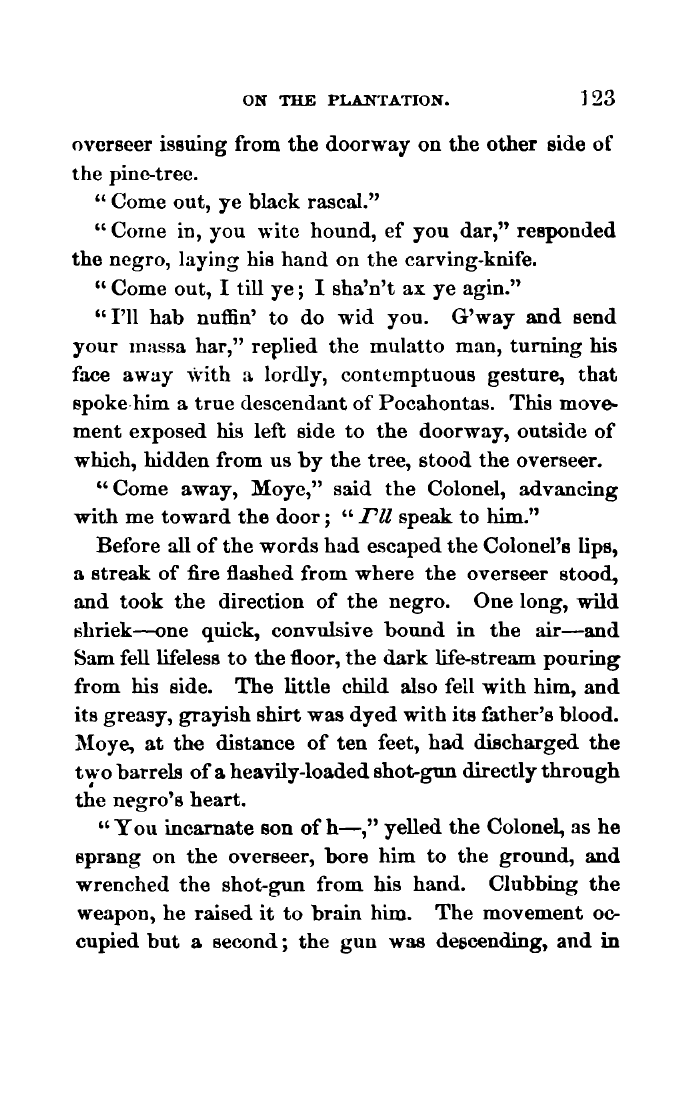 ON THE PLANTATION. 123
overseer issuing from the doorway on the other side of
the pine-tree.
“Come out, ye black rascal.”
“Come in, you wite hound, ef you dar,” responded
the negro, laying his hand on the carving-knife.
“Come out, I till ye; I sha’n’t ax ye agin.”
“I’ll hab nuffin’ to do wid you. G’way and send
your massa har,” replied the mulatto man, turning his
face away with a lordly, contemptuous gesture, that
spoke him a true descendant of Pocahontas. This move-
ment exposed his left side to the doorway, outside of
which, hidden from us by the tree, stood the overseer.
“Come away, Moye,” said the Colonel, advancing
with me toward the door; “I’ll speak to him.”
Before all of the words had escaped the Colonel’s lips,
a streak of fire flashed from where the overseer stood,
and took the direction of the negro. One long, wild
shriek—one quick, convulsive bound in the air—and
Sam fell lifeless to the floor, the dark life-stream pouring
from his side. The little child also fell with him, and
its greasy, grayish shirt was dyed with its father’s blood.
Moye, at the distance of ten feet, had discharged the
two barrels of a heavily-loaded shot-gun directly through
the negro’s heart.
“You incarnate son of h—,” yelled the Colonel, as he
sprang on the overseer, bore him to the ground, and
wrenched the shot-gun from his hand. Clubbing the
weapon, he raised it to brain him. The movement oc-
cupied but a second; the gun was descending, and in